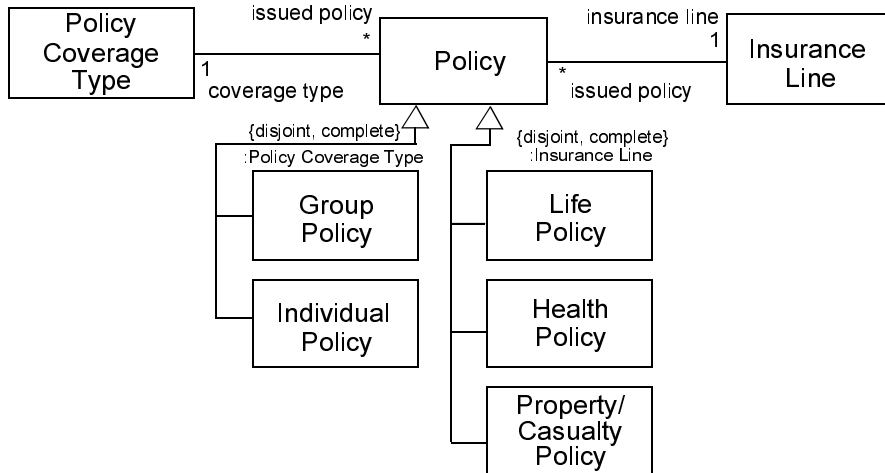 Policy
Coverage
Type
issued policy
*
1
coverage type
Policy
insurance line
1
*
issued policy
Insurance
Line
{disjoint, complete}
:Policy Coverage Type
Group
Policy
Individual
Policy
{disjoint, complete}
:Insurance Line
Life
Policy
Health
Policy
Property/
Casualty
Policy